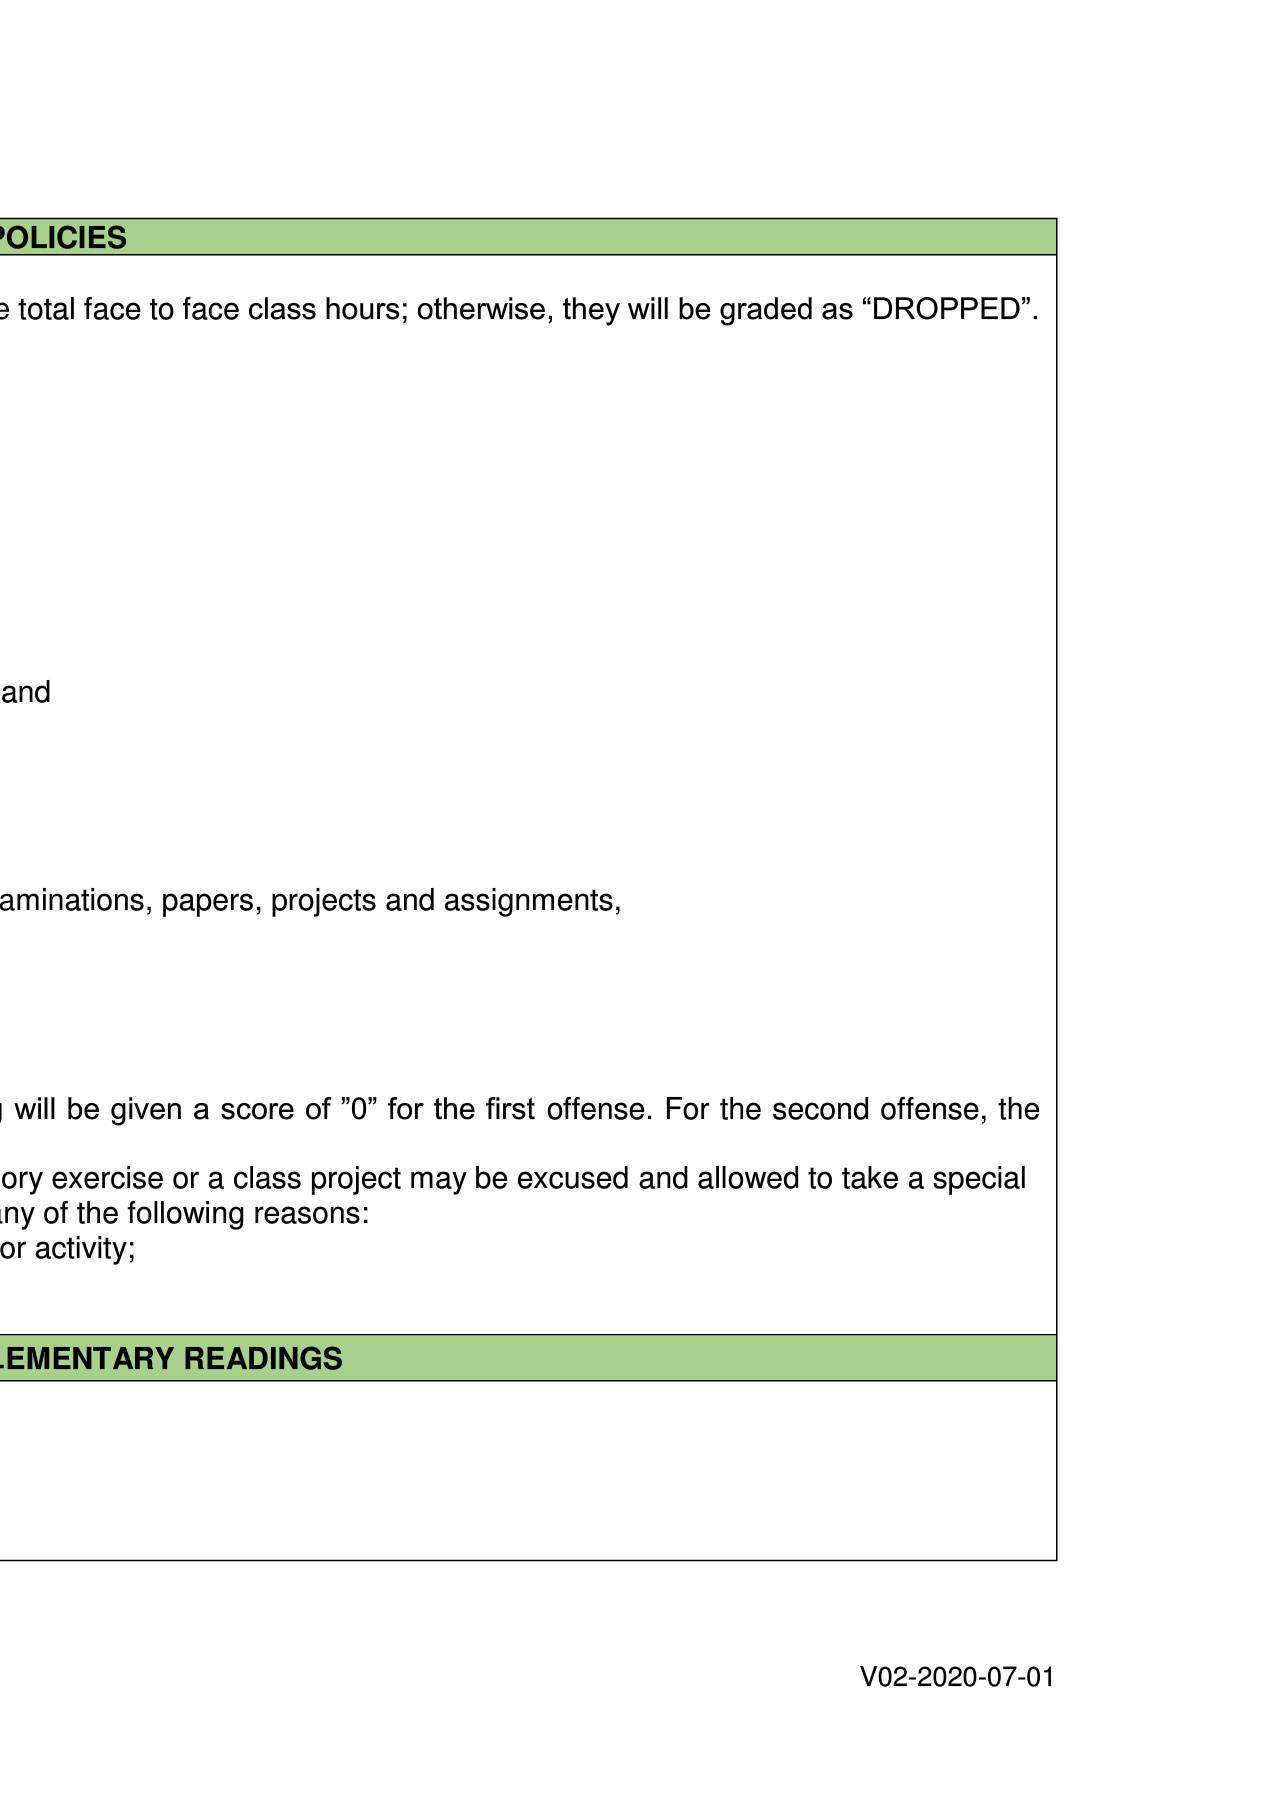 POLICIES
e total face to face class hours; otherwise, they will be graded as “DROPPED”.
and
aminations, papers, projects and assignments,
will be given a score of ”0” for the first offense. For the second offense, the
ory exercise or a class project may be excused and allowed to take a special
any of the following reasons:
or activity;
LEMENTARY READINGS
V02-2020-07-01